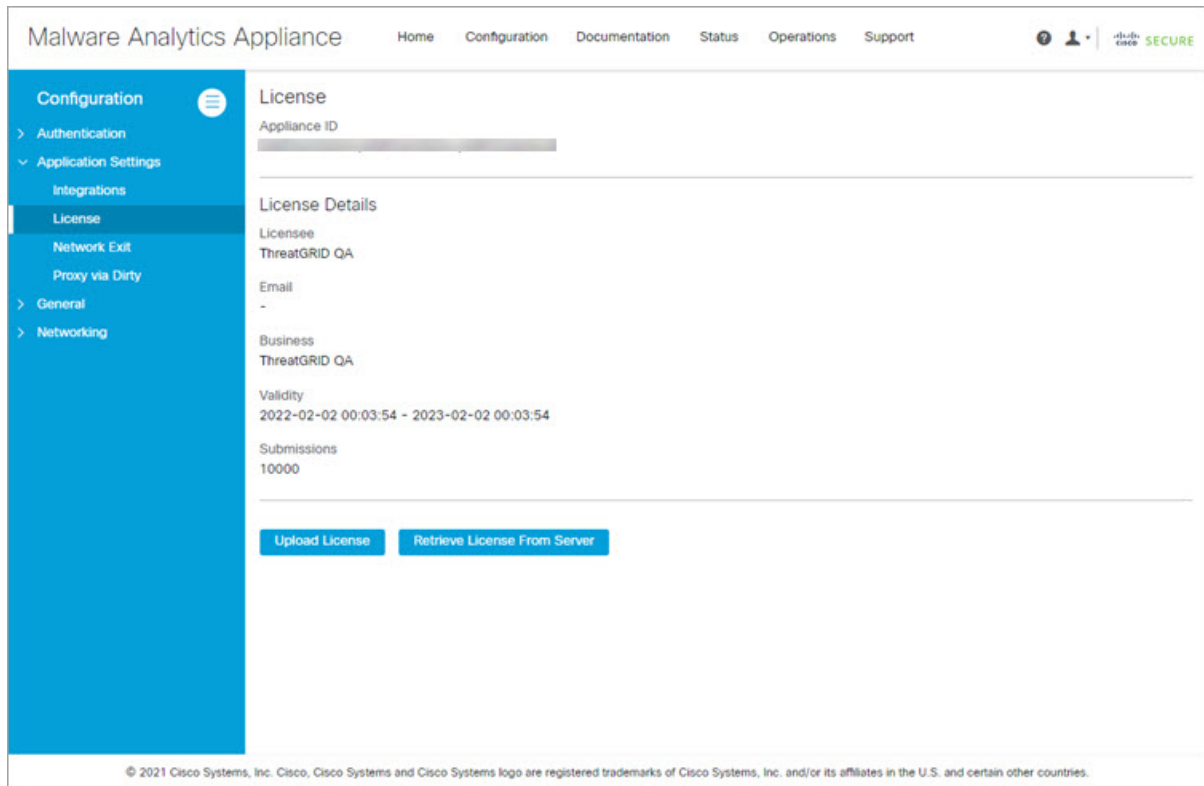 Malware Analytics Appliance
Home Configuration Documentation Status Operations Support
cisco SECURE
Configuration
Authentication
Application Settings
Integrations
License
Network Exit
Proxy via Dirty
General
Networking
License
Appliance ID
License Details
Licensee
ThreatGRID QA
Email
-
Business
ThreatGRID QA
Validity
2022-02-02 00:03:54 - 2023-02-02 00:03:54
Submissions
10000
Upload License Retrieve License From Server
© 2021 Cisco Systems, Inc. Cisco, Cisco Systems and Cisco Systems logo are registered trademarks of Cisco Systems, Inc. and/or its affiliates in the U.S. and certain other countries.